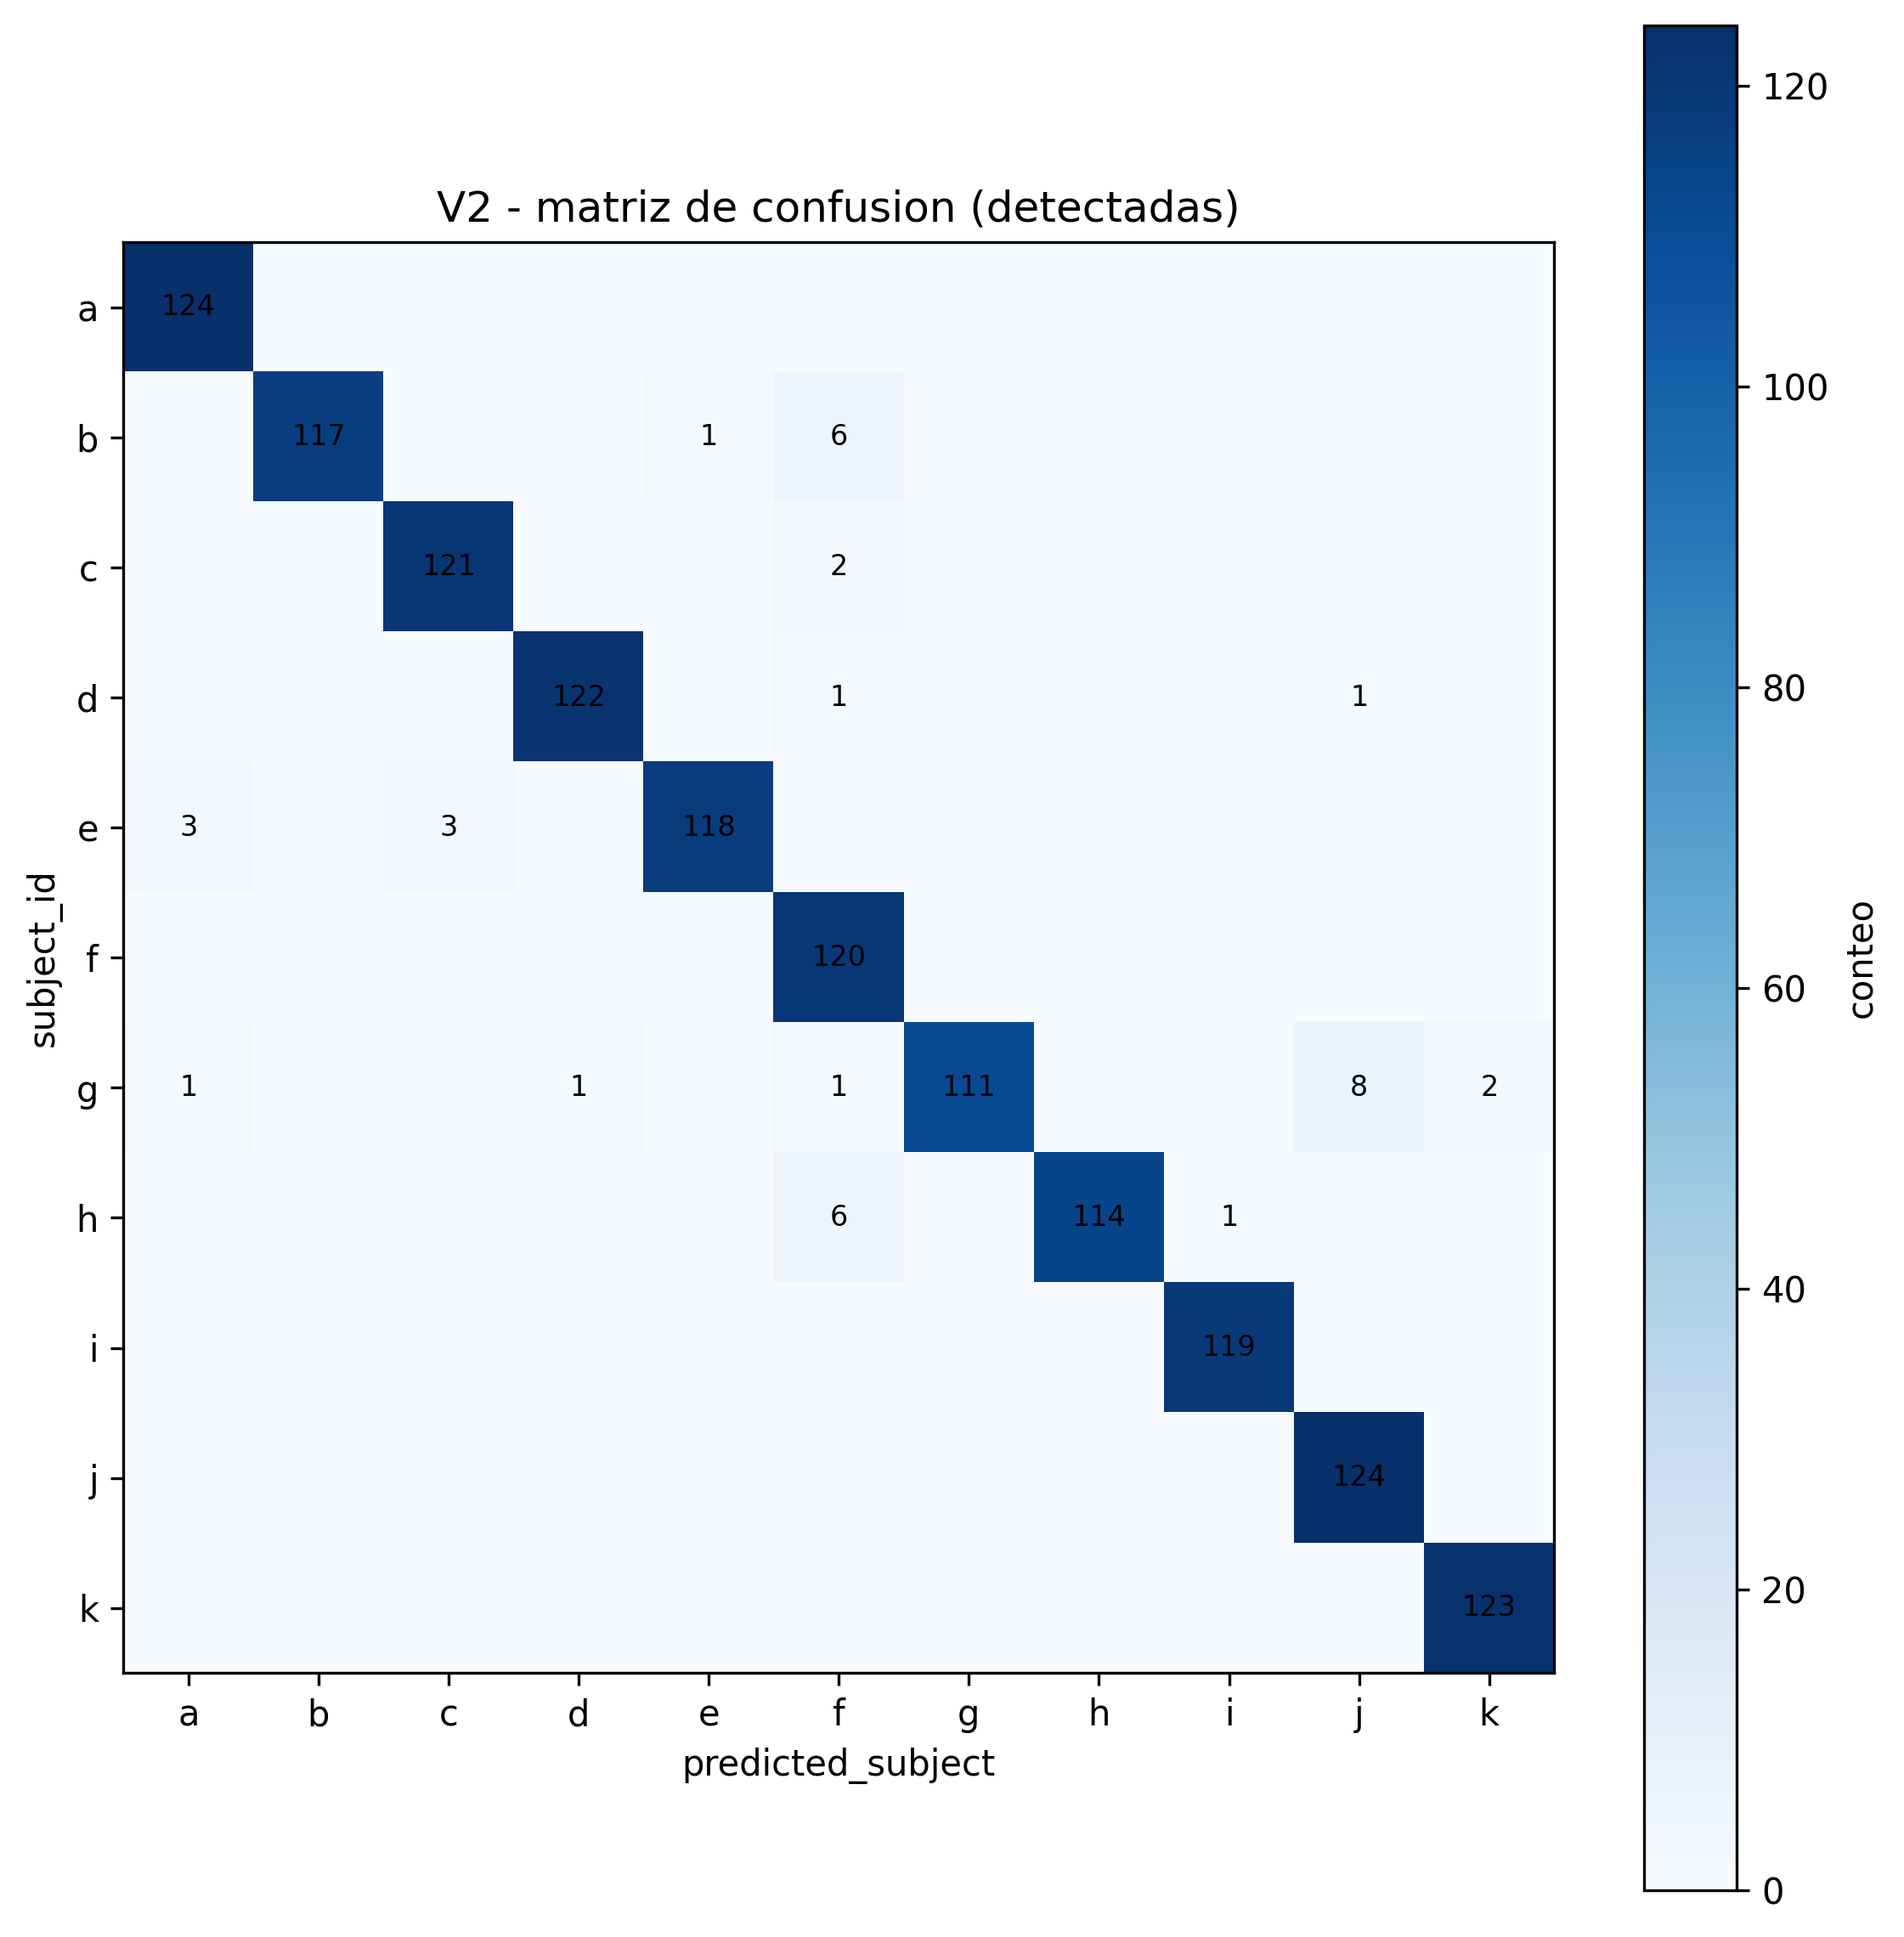 V2 - matriz de confusion (detectadas)
a 124
b 117 1 6
c 121 2
d 122 1 1
e 3 3 118
f 120
g 1 1 1 111 8 2
h 6 114 1
i 119
j 124
k 123
a b c d e f g h i j k
predicted_subject
subject_id
120
100
80
60
40
20
0
conteo